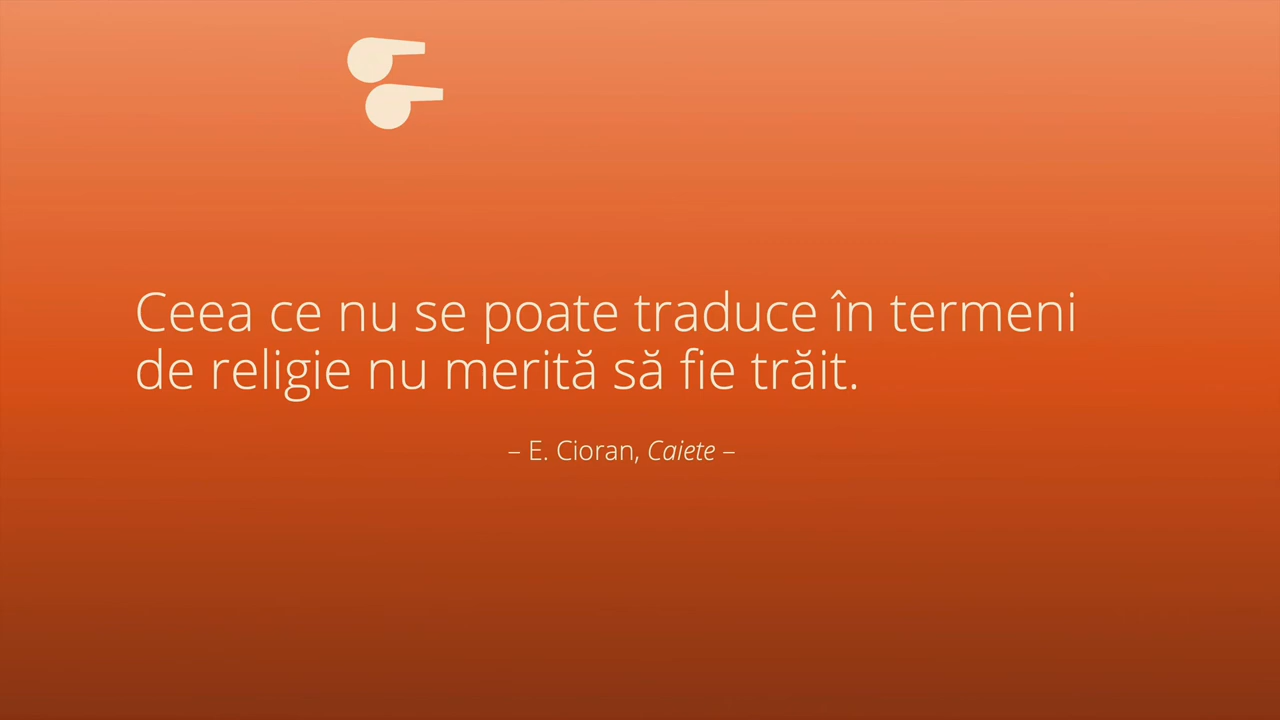 Ceea ce nu se poate traduce în termeni
de religie nu merită să fie trăit.
– E. Cioran, Caiete –